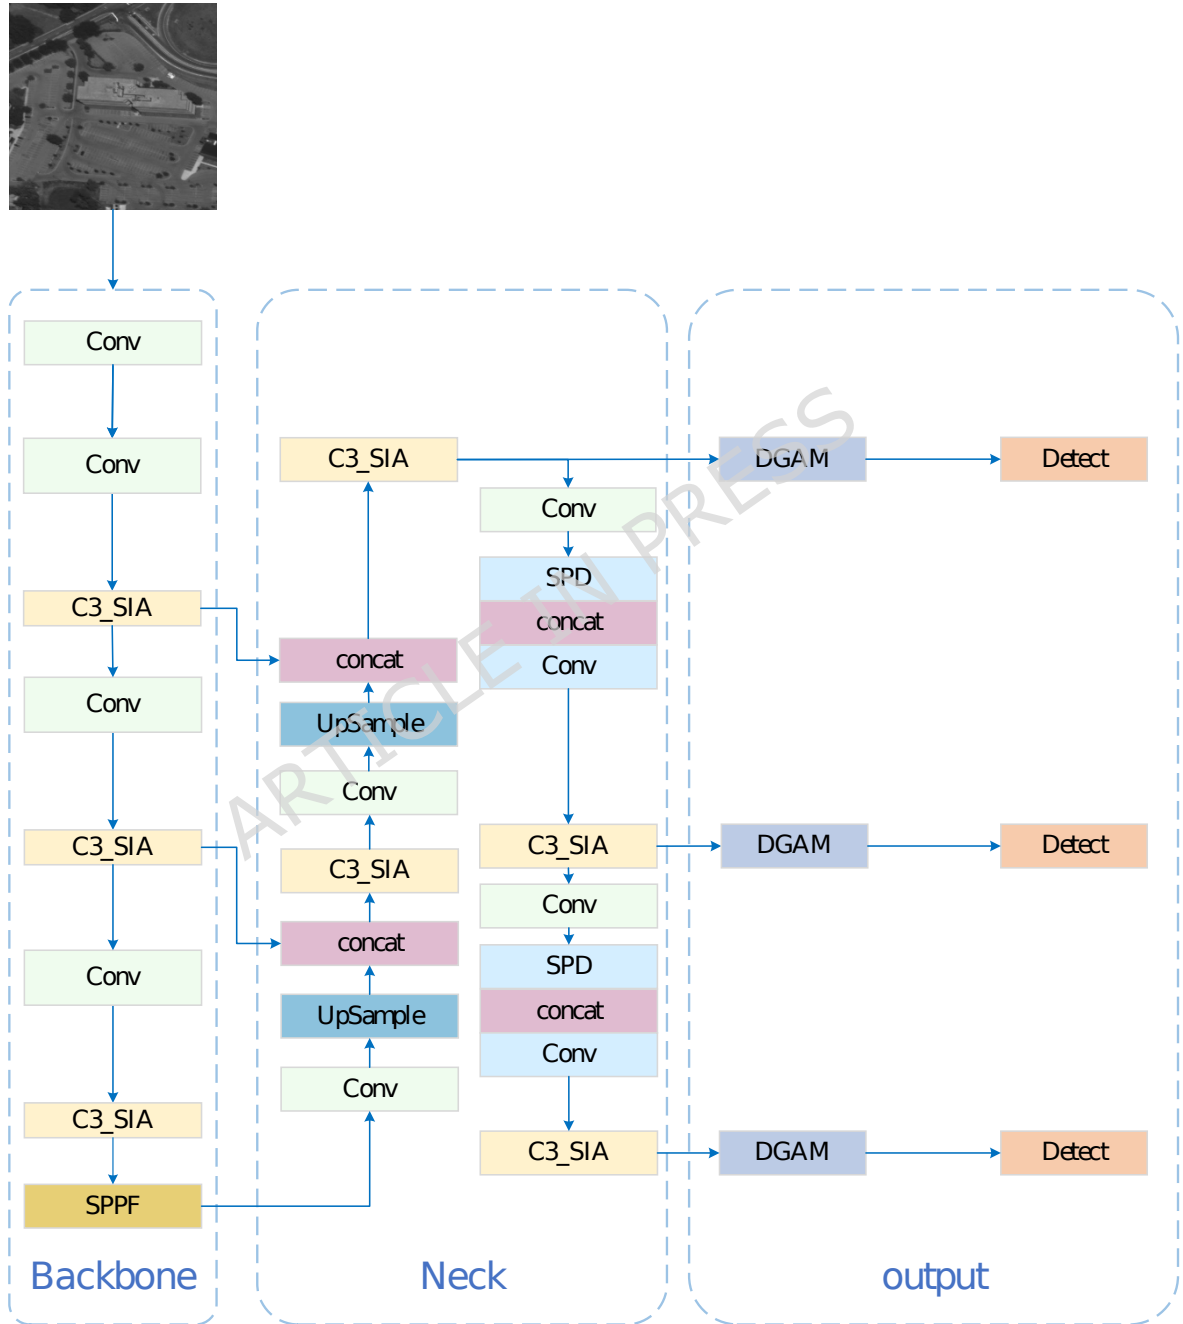 Conv
Conv
C3_SIA
Conv
C3_SIA
Conv
C3_SIA
SPPF
Backbone
C3_SIA
concat
UpSample
Conv
C3_SIA
concat
UpSample
Conv
Conv
SPD
concat
Conv
C3_SIA
Conv
SPD
concat
Conv
C3_SIA
Neck
DGAM
Detect
DGAM
Detect
DGAM
Detect
output
ARTICLE IN PRESS